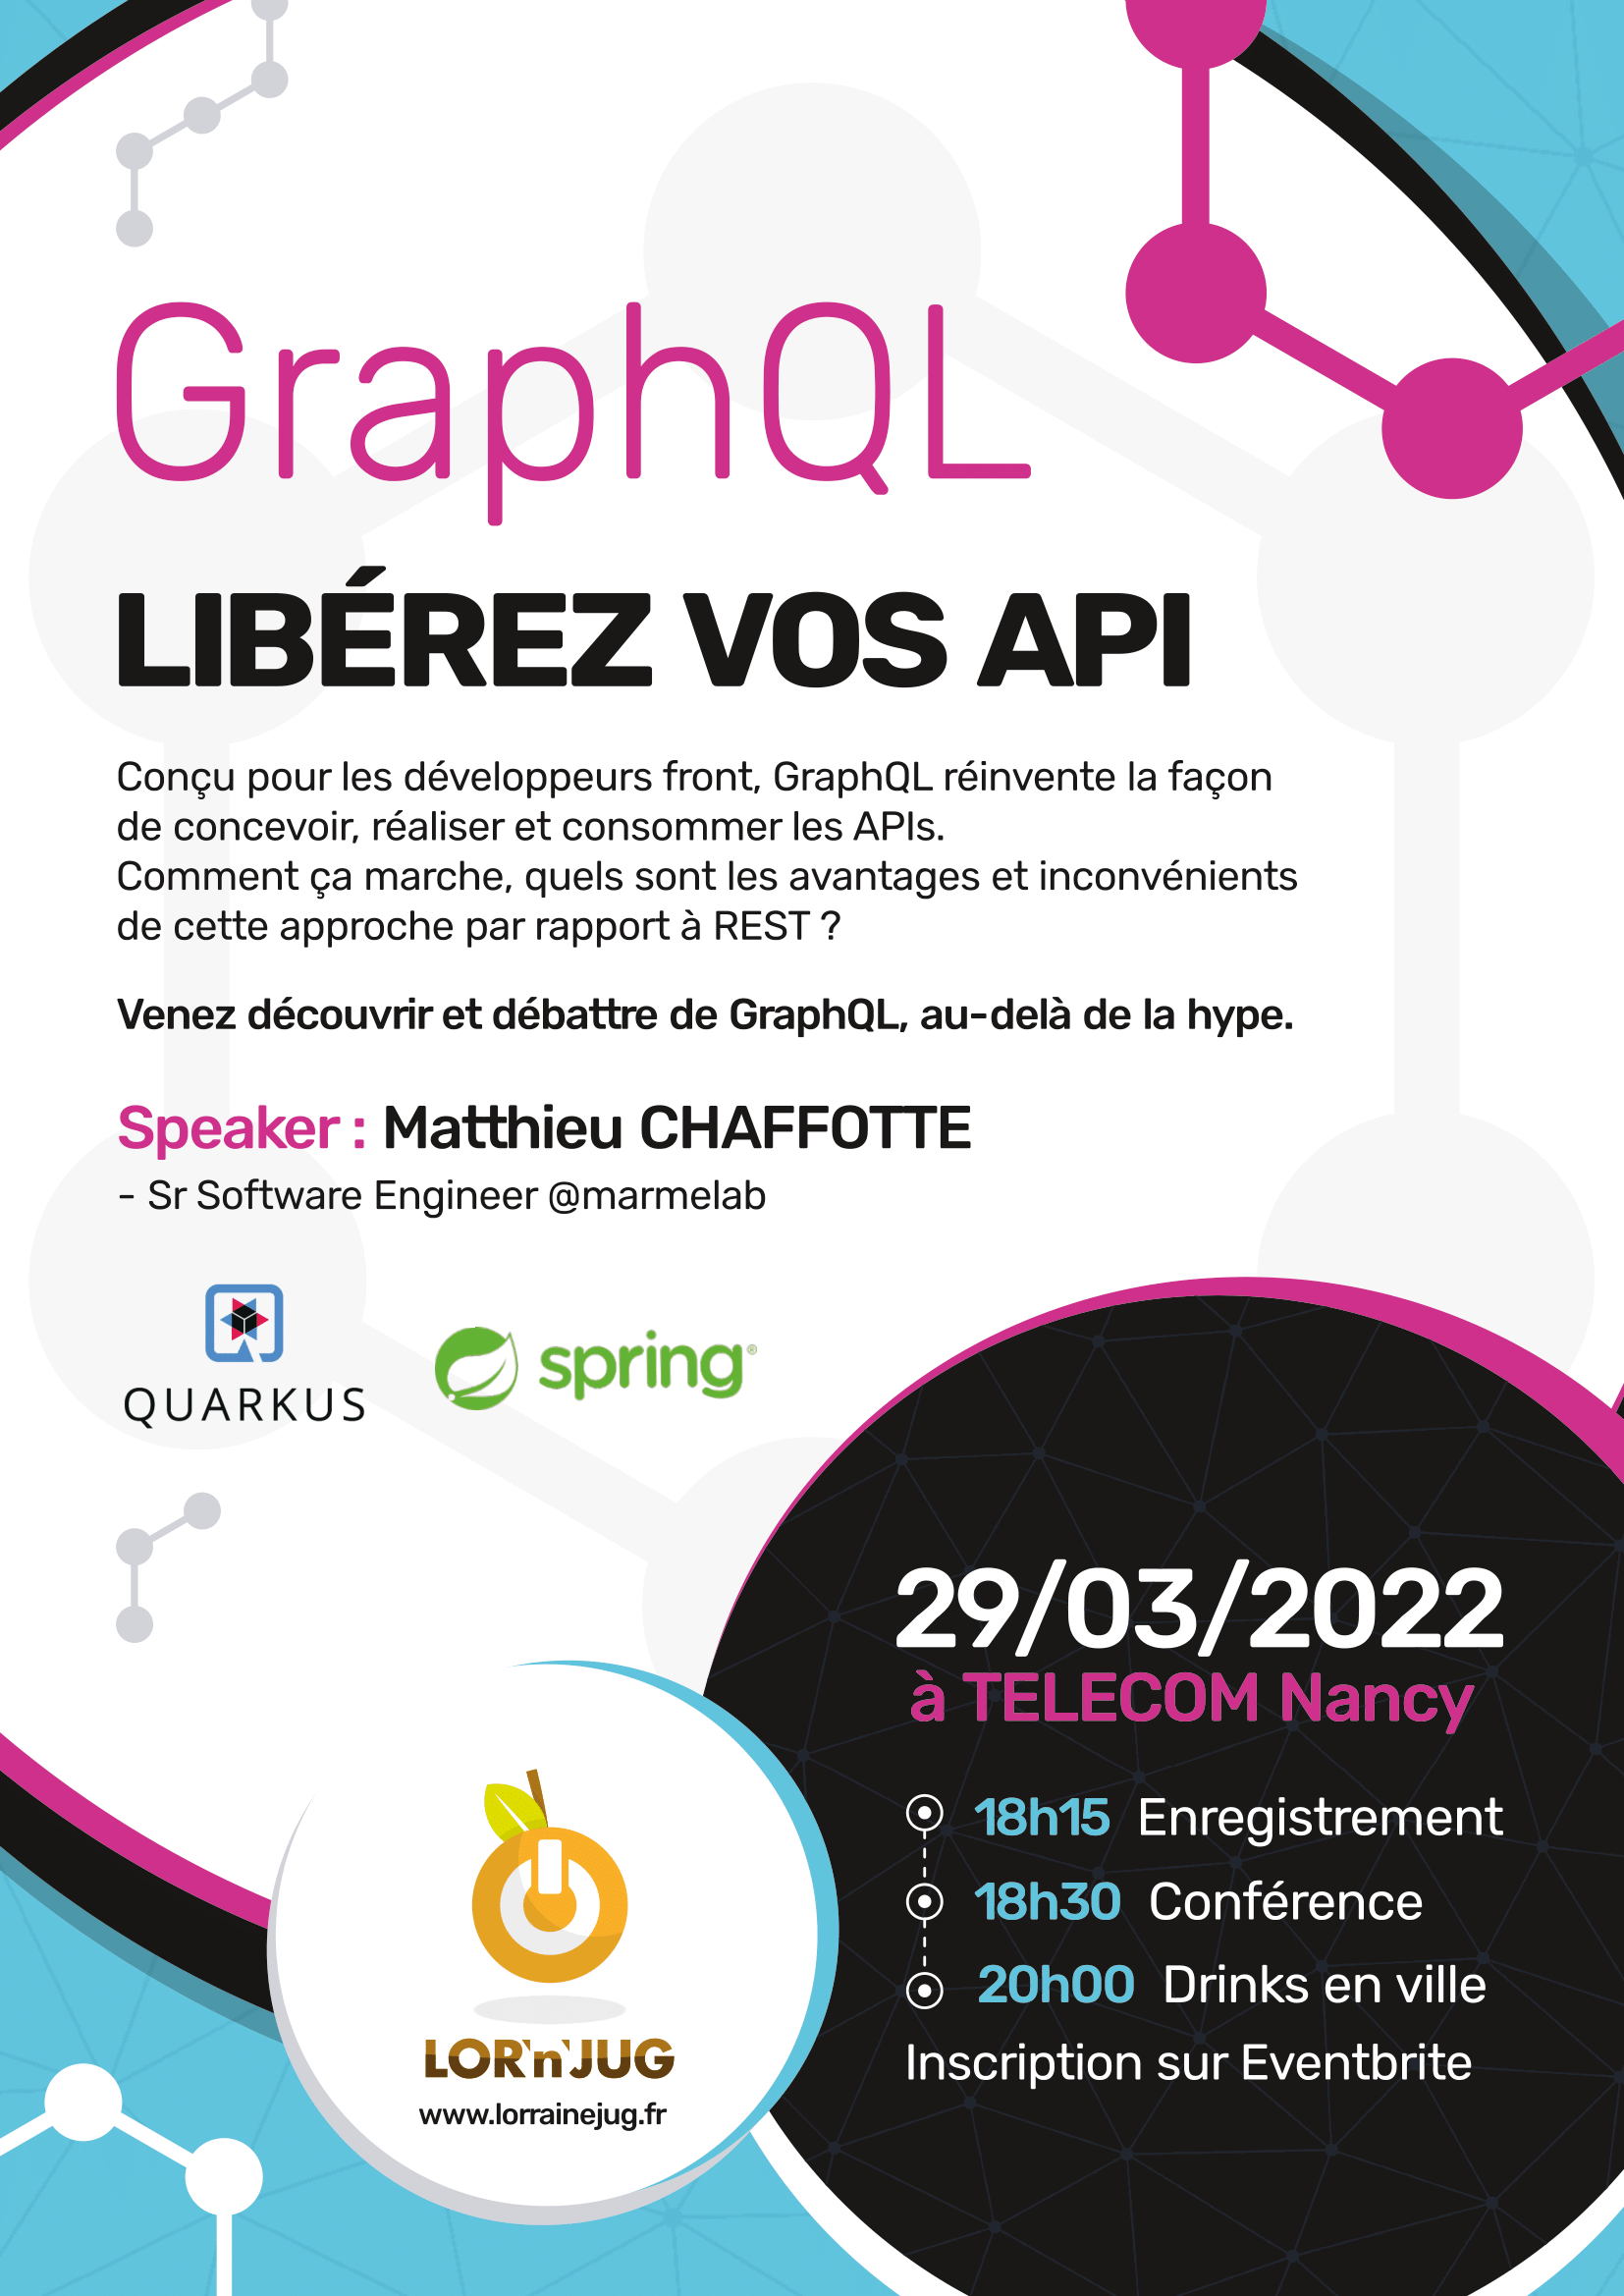 GraphQL
LIBÉREZ VOS API
Conçu pour les développeurs front, GraphQL réinvente la façon
de concevoir, réaliser et consommer les APIs.
Comment ça marche, quels sont les avantages et inconvénients
de cette approche par rapport à REST ?
Venez découvrir et débattre de GraphQL, au-delà de la hype.
Speaker : Matthieu CHAFFOTTE
- Sr Software Engineer @marmelab
QUARKUS
spring®
29/03/2022
à TELECOM Nancy
18h15 Enregistrement
18h30 Conférence
20h00 Drinks en ville
Inscription sur Eventbrite
LOR'n'JUG
www.lorrainejug.fr